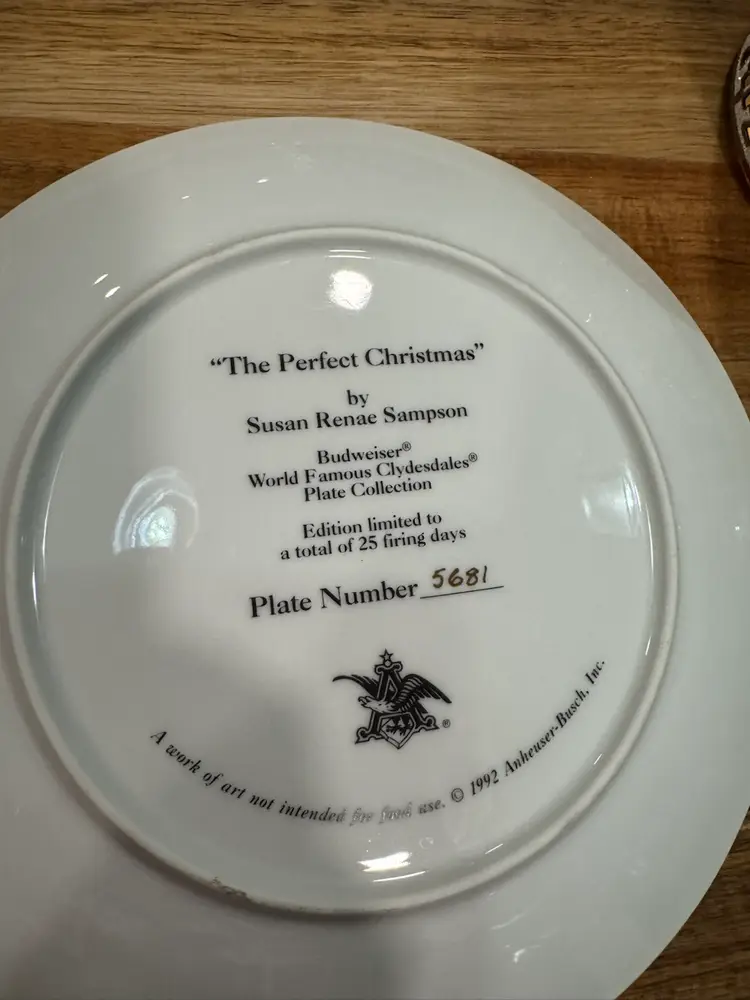 “The Perfect Christmas”
by
Susan Renae Sampson
Budweiser®
World Famous Clydesdales®
Plate Collection
Edition limited to
a total of 25 firing days
Plate Number 5681
A
®
A work of art not intended for food use. © 1992 Anheuser-Busch, Inc.